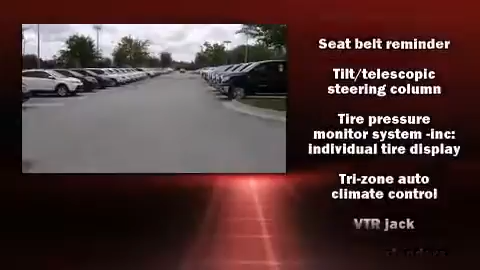 Seat belt reminder
Tilt/telescopic
steering column
Tire pressure
monitor system -inc:
individual tire display
Tri-zone auto
climate control
VTR jack